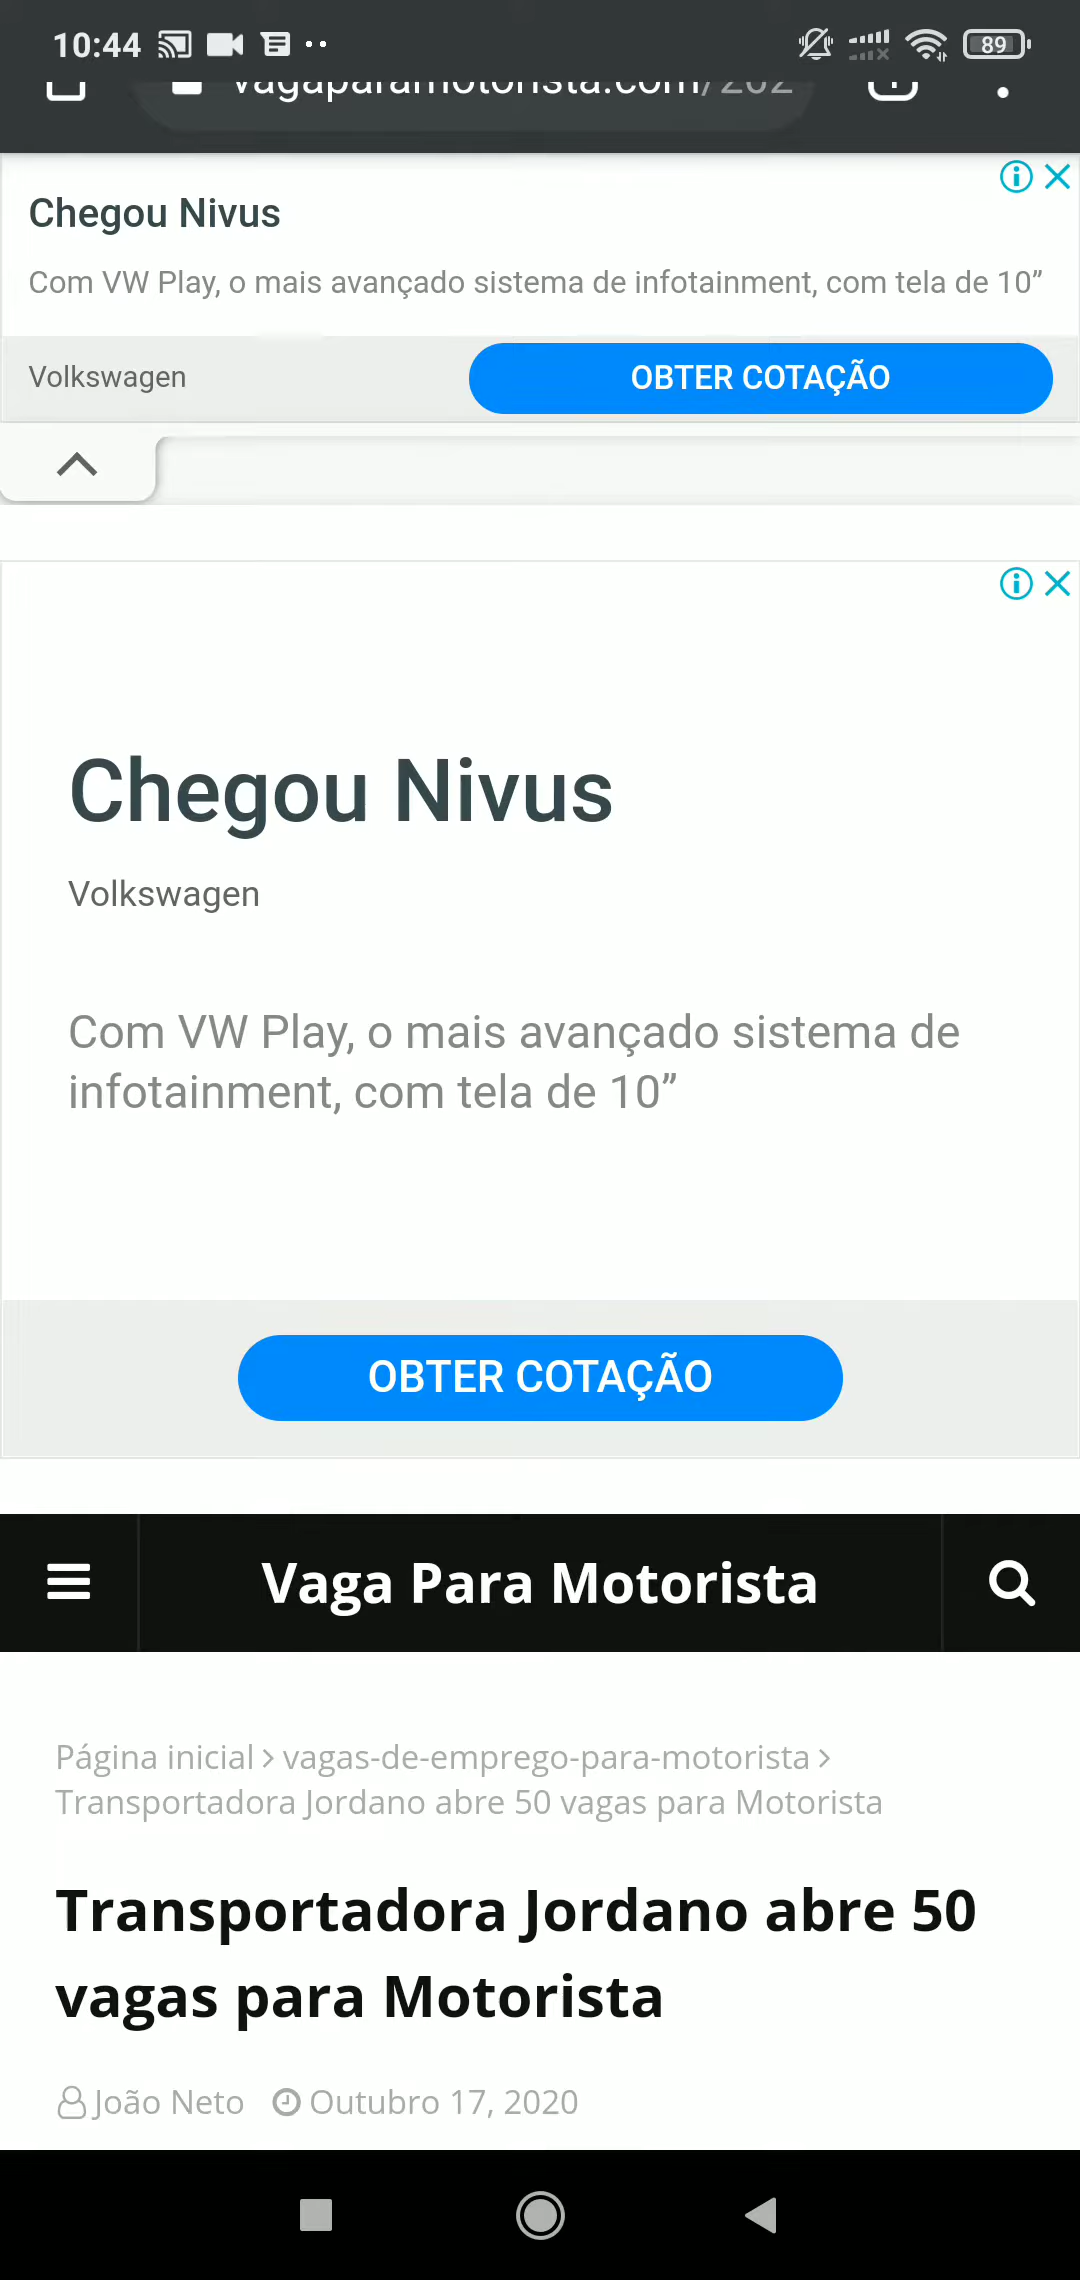 10:44
89
vagaparamotorista.com/202
Chegou Nivus
Com VW Play, o mais avançado sistema de infotainment, com tela de 10”
Volkswagen
OBTER COTAÇÃO
Chegou Nivus
Volkswagen
Com VW Play, o mais avançado sistema de
infotainment, com tela de 10”
OBTER COTAÇÃO
Vaga Para Motorista
Página inicial > vagas-de-emprego-para-motorista >
Transportadora Jordano abre 50 vagas para Motorista
Transportadora Jordano abre 50
vagas para Motorista
João Neto Outubro 17, 2020